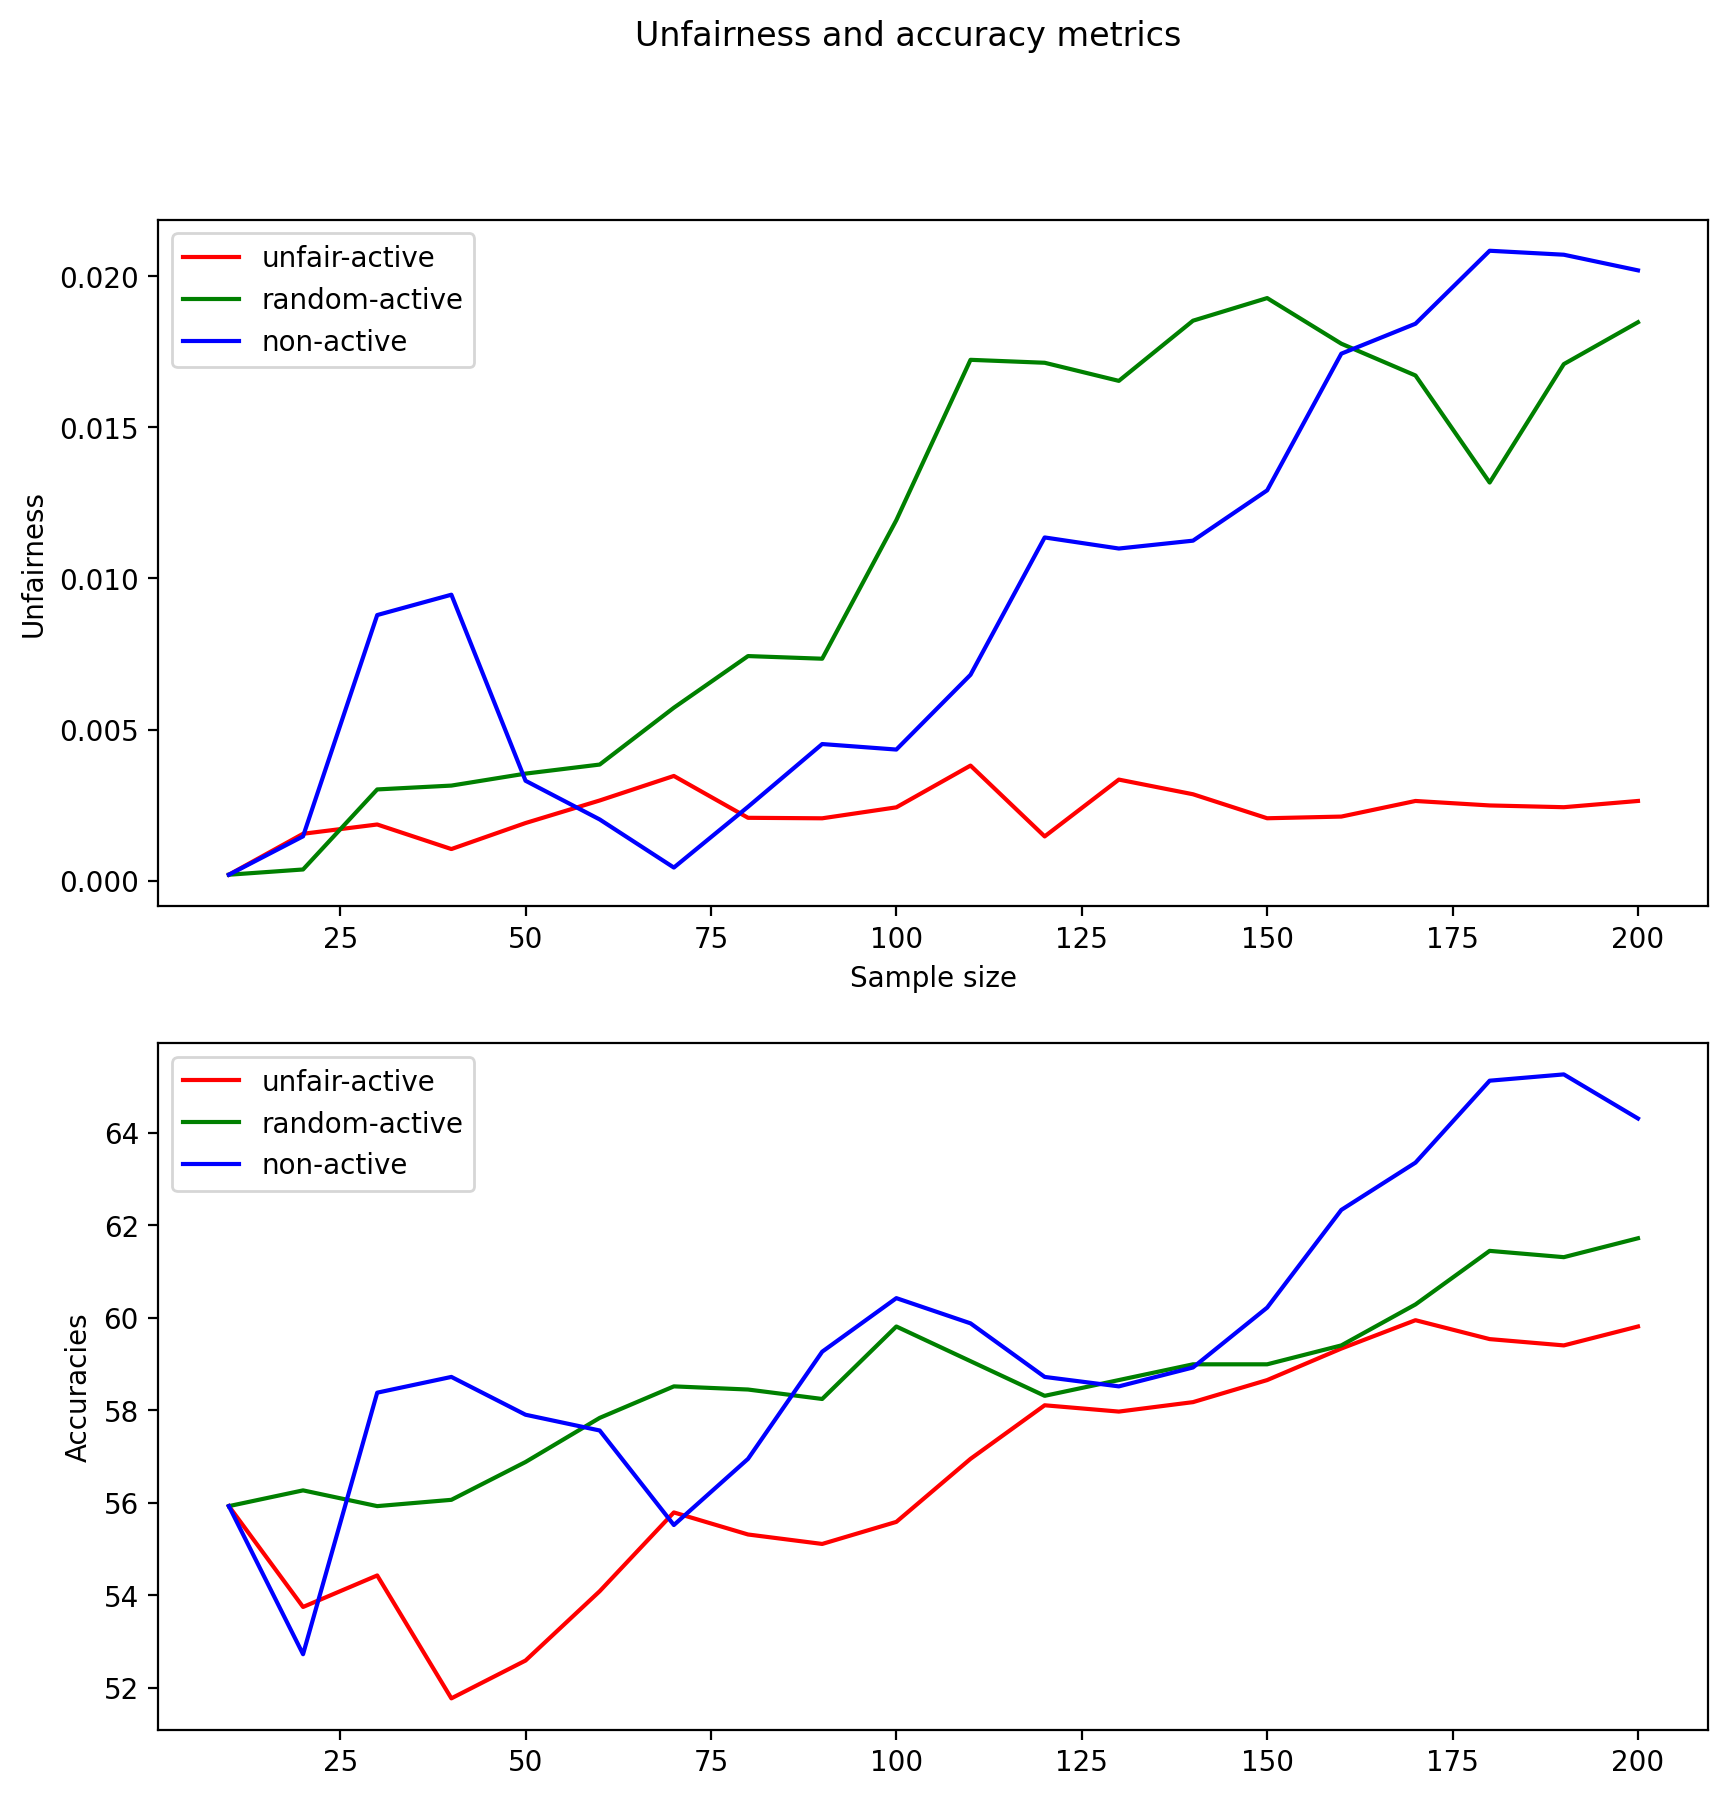 Unfairness and accuracy metrics
unfair-active
random-active
non-active
0.020
0.015
0.010
0.005
0.000
Unfairness
25 50 75 100 125 150 175 200
Sample size
unfair-active
random-active
non-active
64
62
60
58
56
54
52
Accuracies
25 50 75 100 125 150 175 200